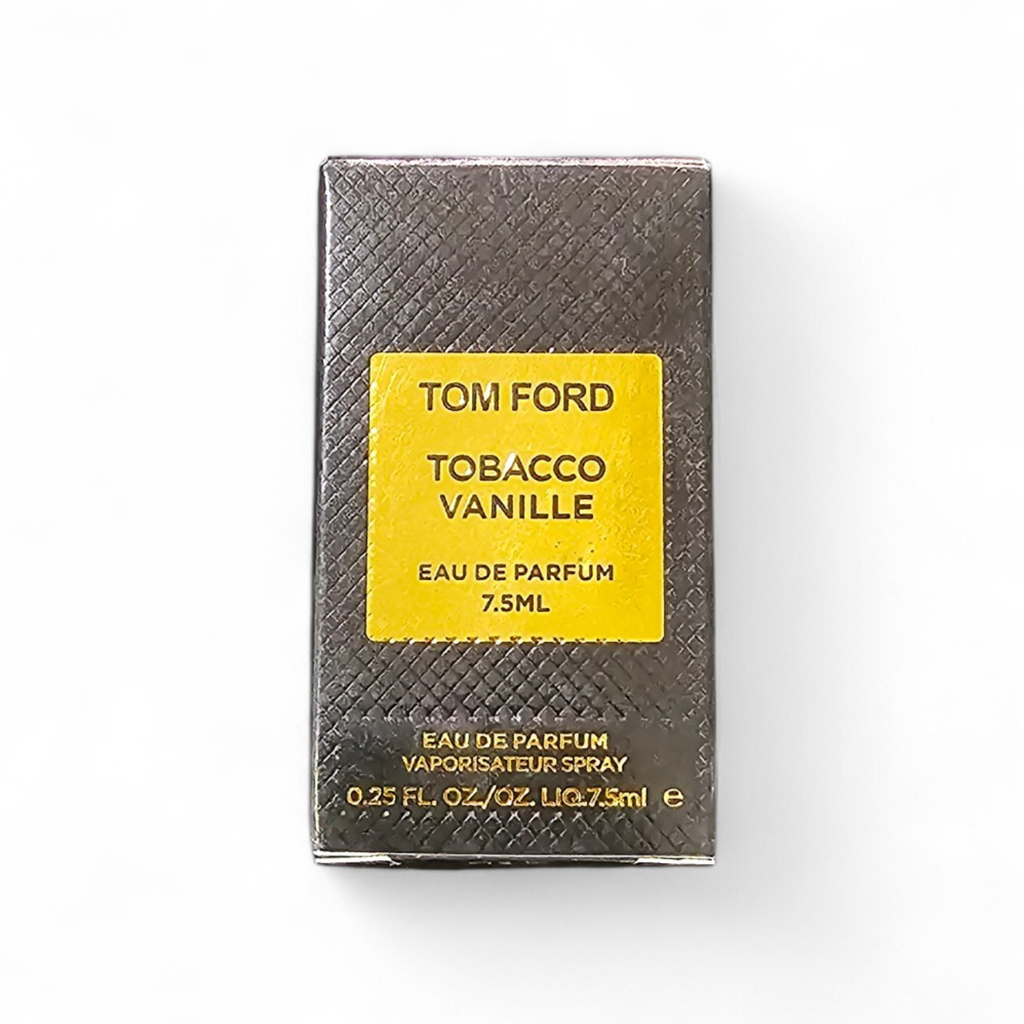 TOM FORD
TOBACCO
VANILLE
EAU DE PARFUM
7.5ML
EAU DE PARFUM
VAPORISATEUR SPRAY
0.25 FL. OZ./OZ. LIQ.7.5ml e